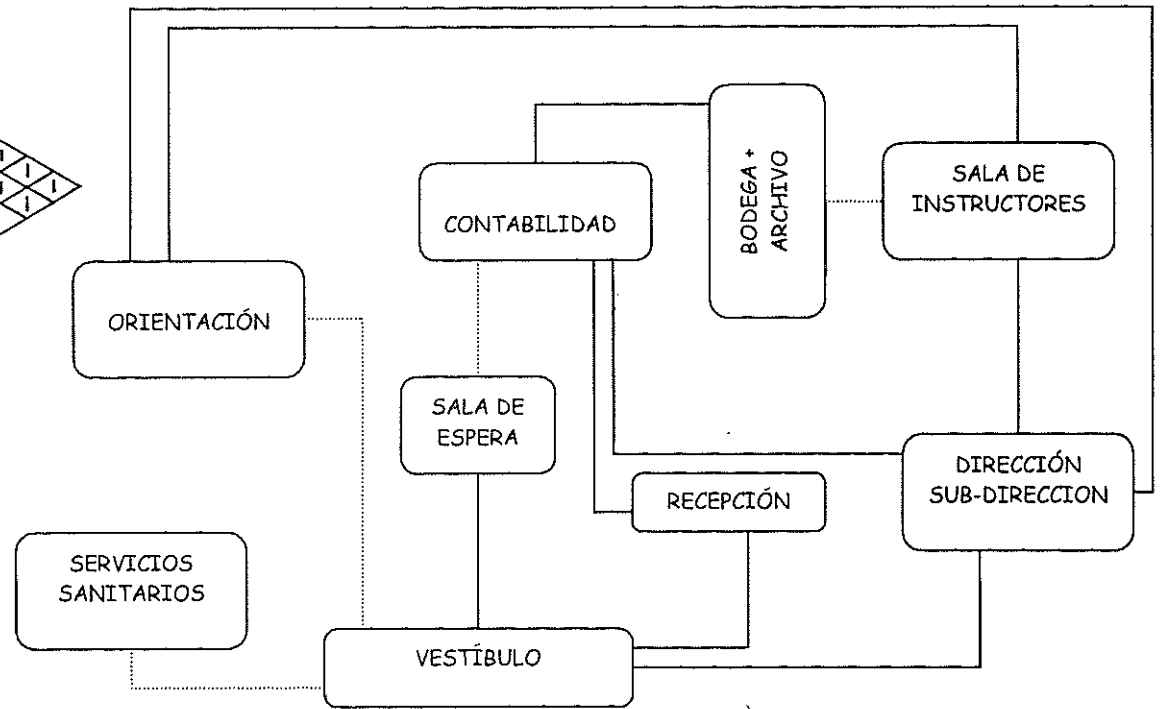 BODEGA +
ARCHIVO
SALA DE
INSTRUCTORES
CONTABILIDAD
ORIENTACIÓN
SALA DE
ESPERA
DIRECCIÓN
SUB-DIRECCION
RECEPCIÓN
SERVICIOS
SANITARIOS
VESTÍBULO